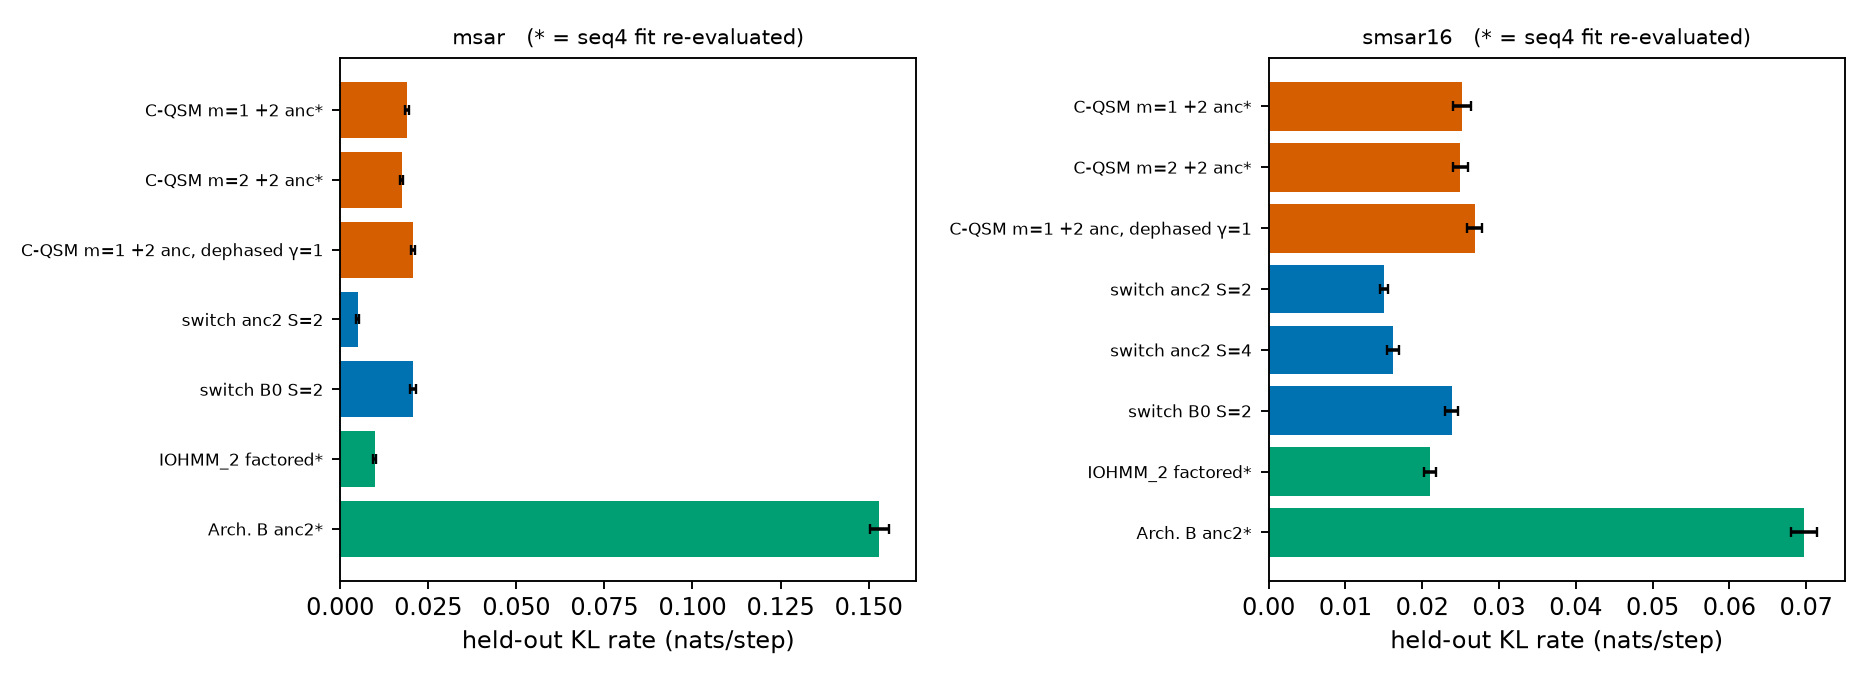 msar   (* = seq4 fit re-evaluated)
C-QSM m=1 +2 anc*
C-QSM m=2 +2 anc*
C-QSM m=1 +2 anc, dephased γ=1
switch anc2 S=2
switch B0 S=2
IOHMM_2 factored*
Arch. B anc2*
0.000 0.025 0.050 0.075 0.100 0.125 0.150
held-out KL rate (nats/step)
smsar16   (* = seq4 fit re-evaluated)
C-QSM m=1 +2 anc*
C-QSM m=2 +2 anc*
C-QSM m=1 +2 anc, dephased γ=1
switch anc2 S=2
switch anc2 S=4
switch B0 S=2
IOHMM_2 factored*
Arch. B anc2*
0.00 0.01 0.02 0.03 0.04 0.05 0.06 0.07
held-out KL rate (nats/step)